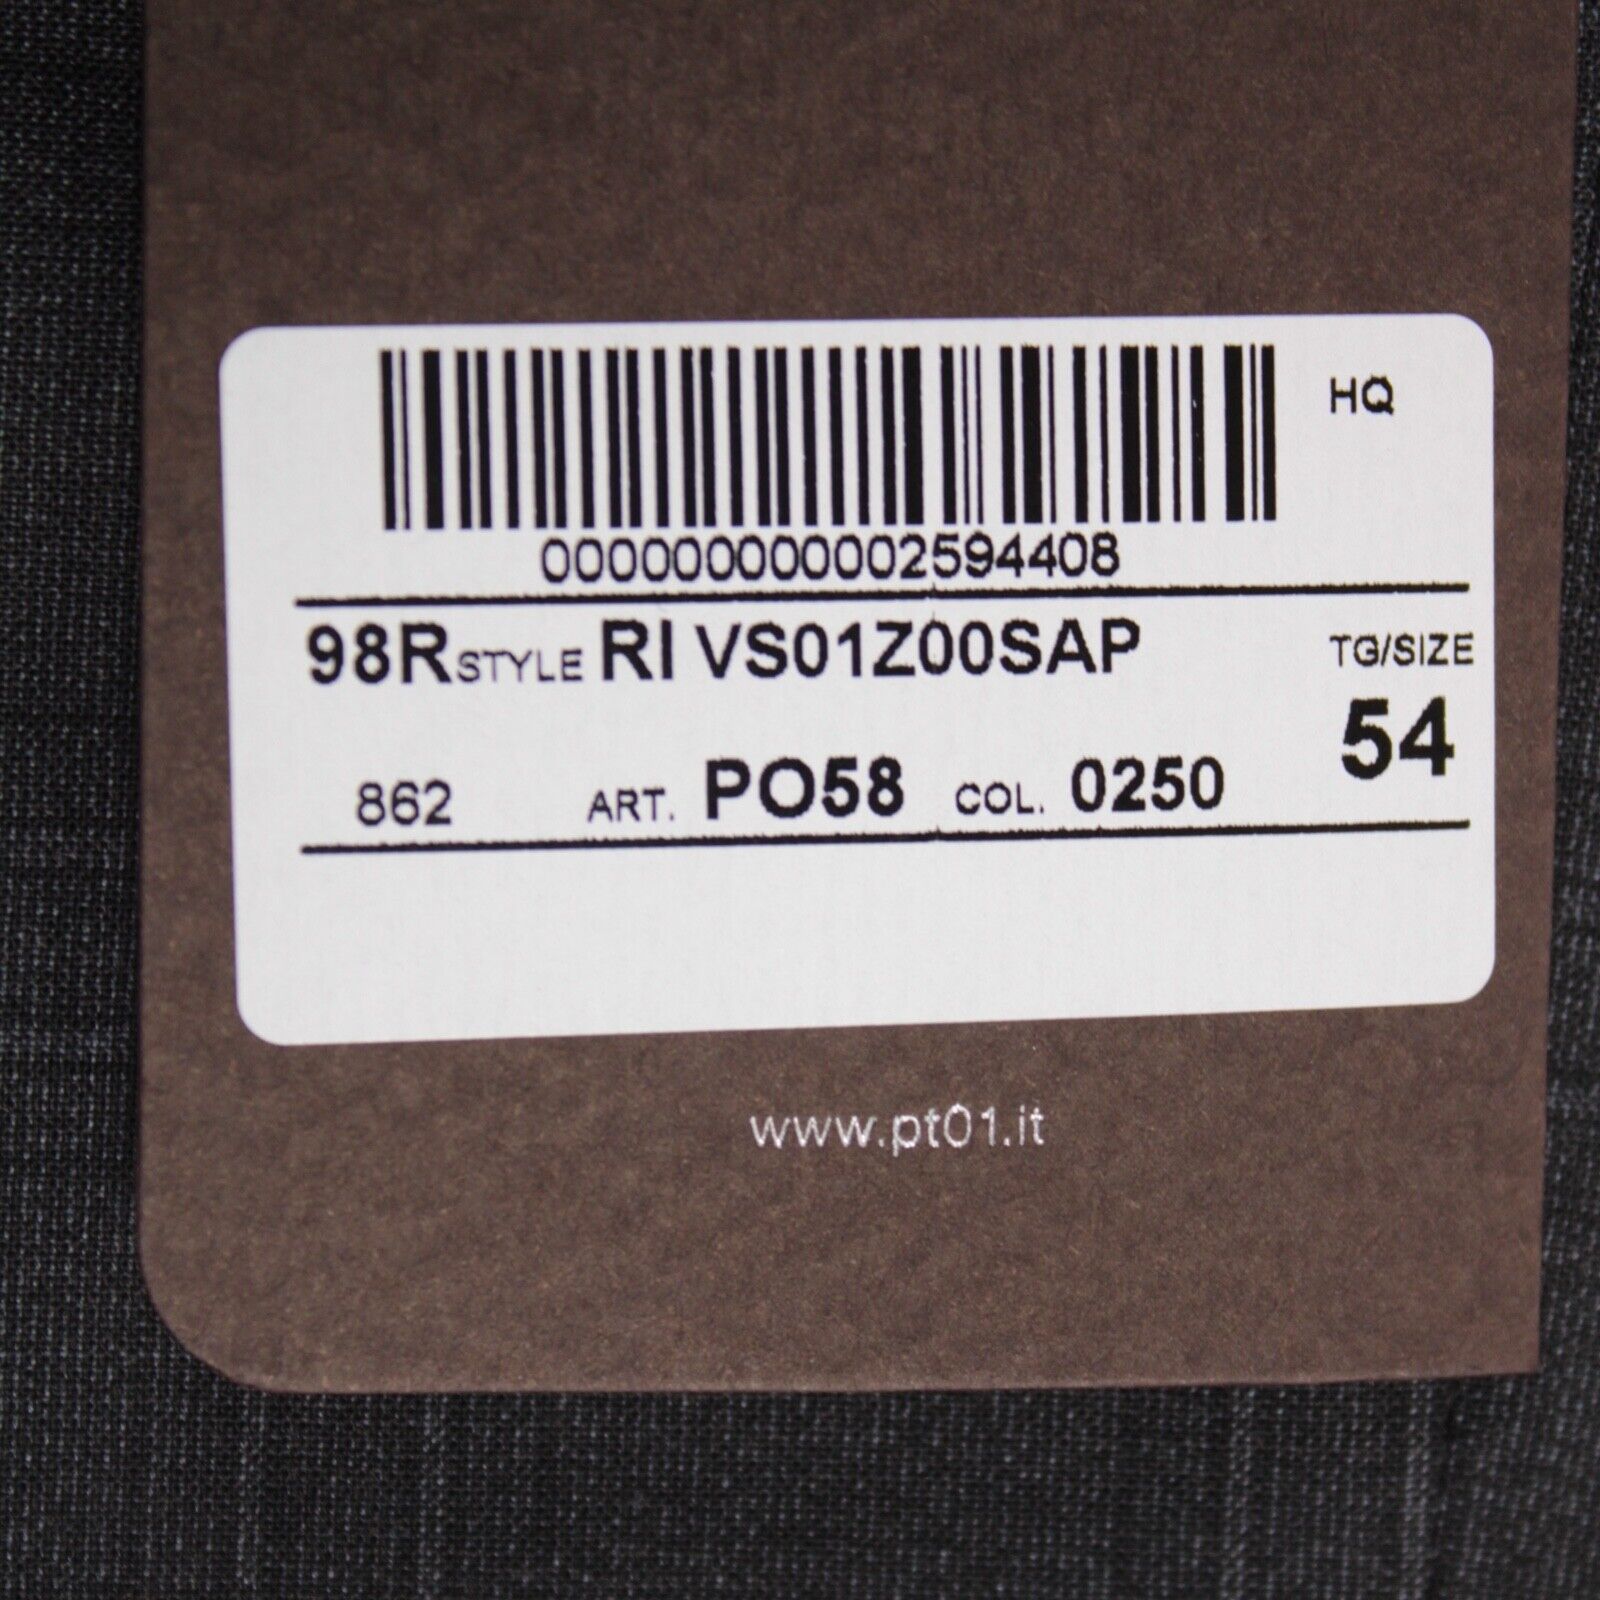 HQ
000000000002594408
98R STYLE RI VS01Z00SAP TG/SIZE
54
862 ART. PO58 COL. 0250
www.pt01.it